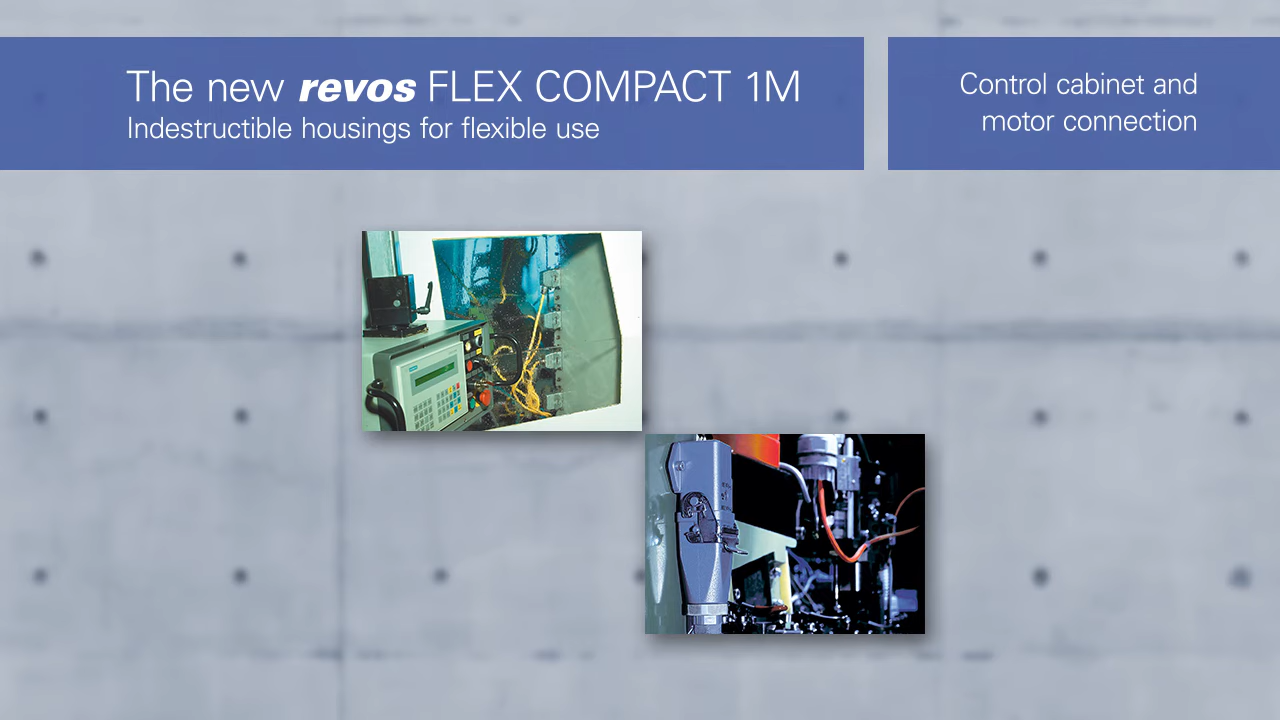 The new revos FLEX COMPACT 1M
Indestructible housings for flexible use
Control cabinet and
motor connection